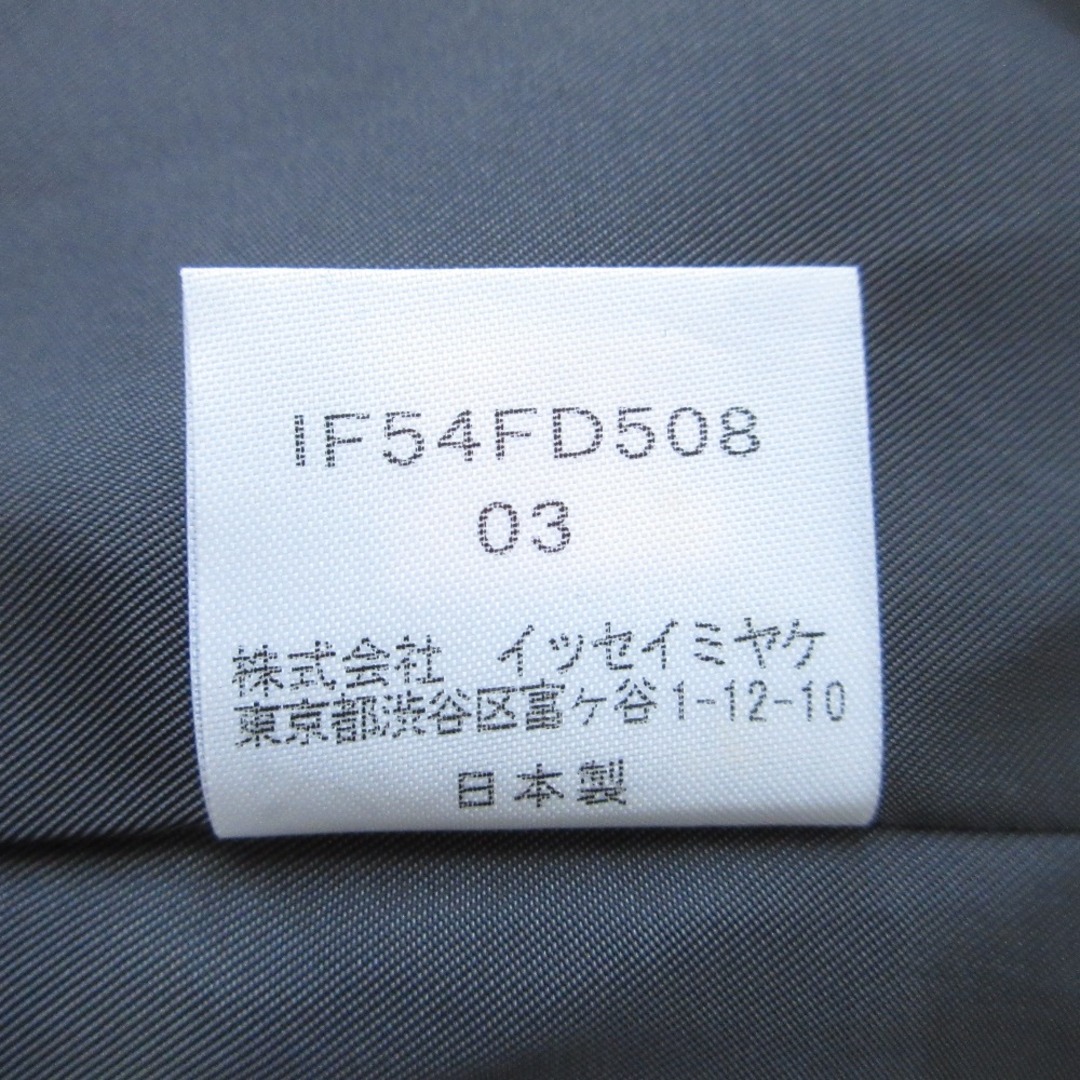 IF54FD508
03
株式会社　イッセイミヤケ
東京都渋谷区富ケ谷1-12-10
日本製